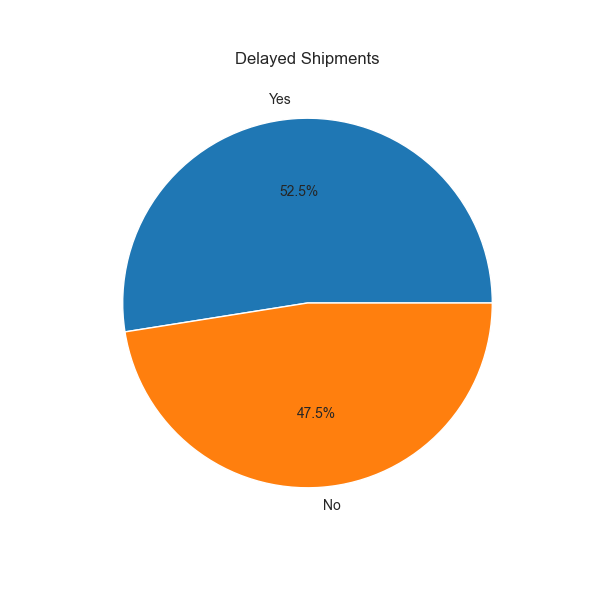 Delayed Shipments
Yes
52.5%
47.5%
No